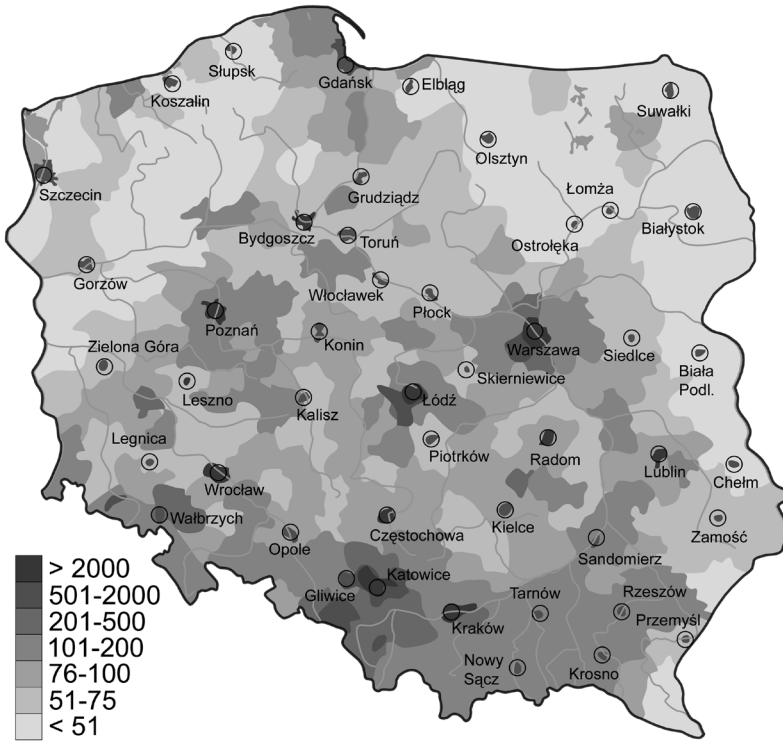 Słupsk
Gdańsk
Elbląg
Koszalin
Suwałki
Olsztyn
Szczecin
Grudziądz
Łomża
Bydgoszcz
Toruń
Ostrołęka
Białystok
Gorzów
Włocławek
Płock
Poznań
Konin
Warszawa
Siedlce
Zielona Góra
Biała
Podl.
Skierniewice
Leszno
Kalisz
Łódź
Legnica
Piotrków
Radom
Lublin
Chełm
Wrocław
Wałbrzych
Częstochowa
Kielce
Zamość
Opole
Sandomierz
Katowice
Gliwice
Tarnów
Rzeszów
Kraków
Przemyśl
Nowy
Sącz
Krosno
> 2000
501-2000
201-500
101-200
76-100
51-75
< 51